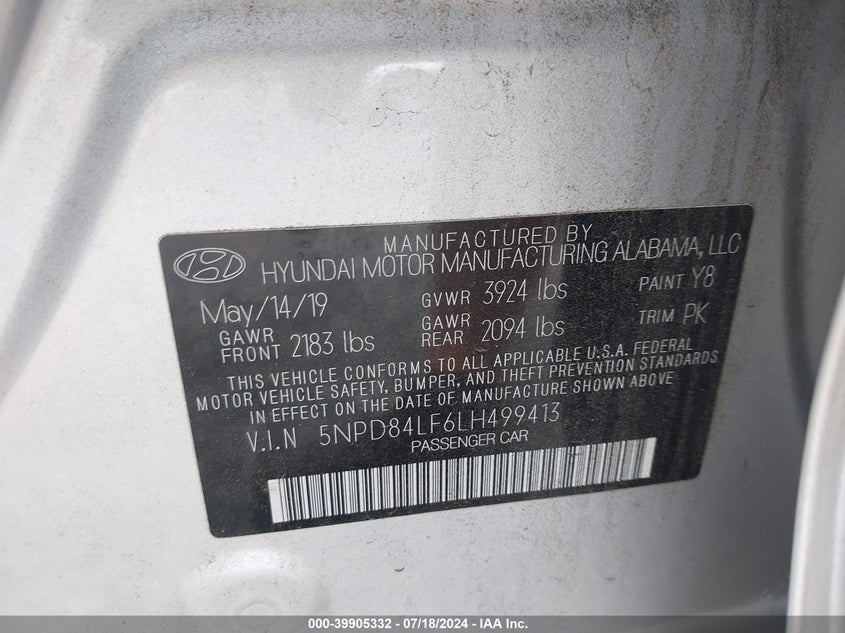 MANUFACTURED BY
HYUNDAI MOTOR MANUFACTURING ALABAMA, LLC
May/14/19 GVWR 3924 lbs PAINT Y8
GAWR FRONT 2183 lbs GAWR REAR 2094 lbs TRIM PK
THIS VEHICLE CONFORMS TO ALL APPLICABLE U.S.A. FEDERAL
MOTOR VEHICLE SAFETY, BUMPER, AND THEFT PREVENTION STANDARDS
IN EFFECT ON THE DATE OF MANUFACTURE SHOWN ABOVE
V.I.N 5NPD84LF6LH499413
PASSENGER CAR
000-39905332 - 07/18/2024 - IAA Inc.